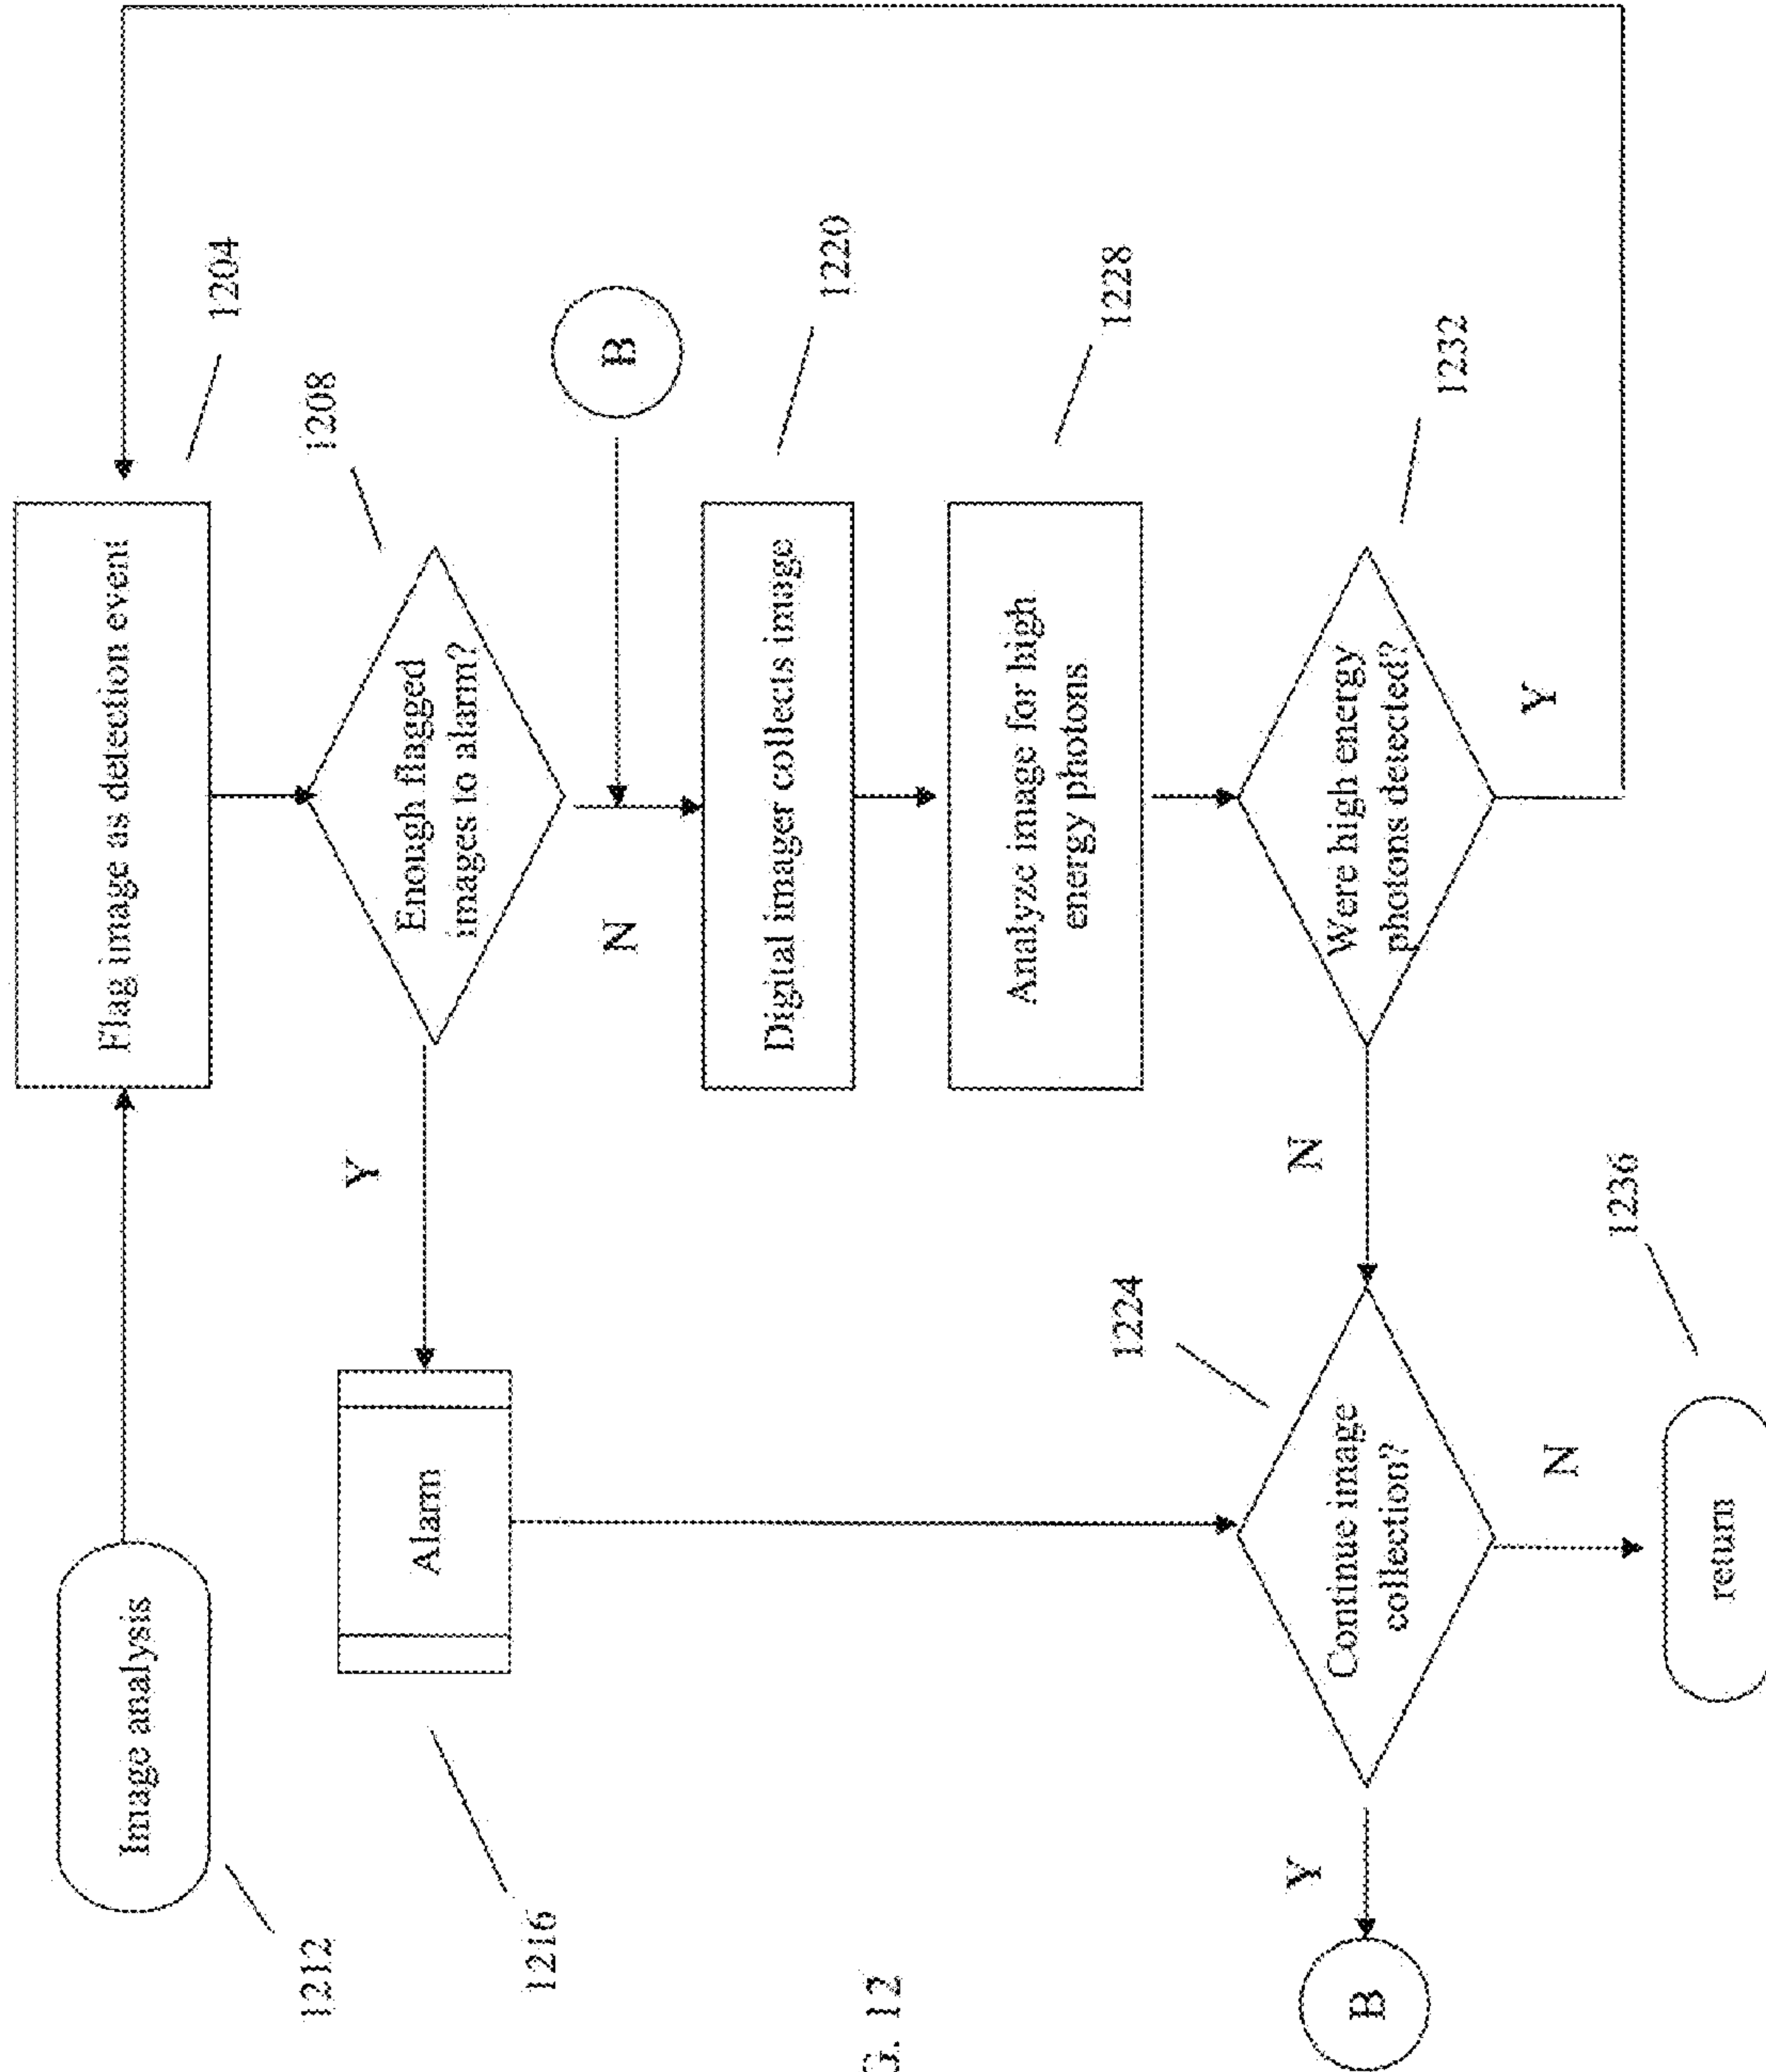 Image analysis
1212
Flag image as detection event
1204
Enough flagged
images to alarm?
1208
Y
Alarm
1216
N
B
Digital imager collects image
1220
Analyze image for high
energy photons
1228
Were high energy
photons detected?
1232
Y
N
Continue image
collection?
1224
Y
B
N
return
1236
G. 12